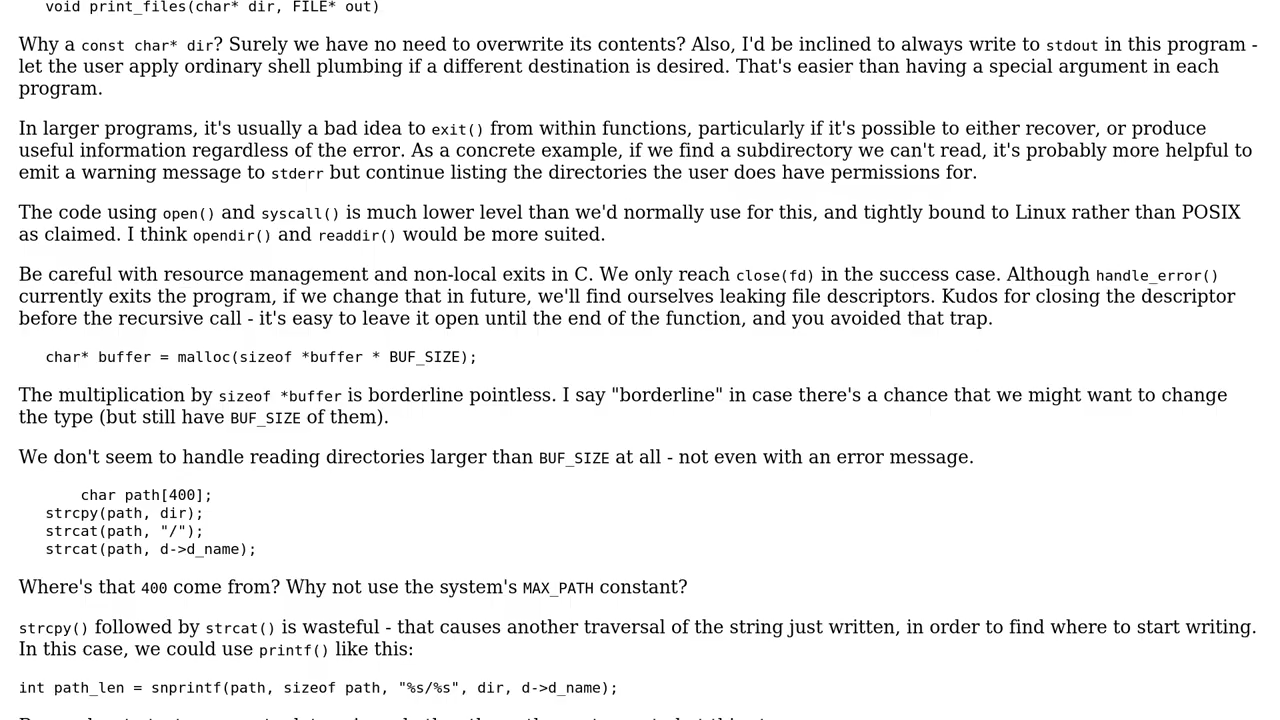 void print_files(char* dir, FILE* out)
Why a const char* dir? Surely we have no need to overwrite its contents? Also, I'd be inclined to always write to stdout in this program -
let the user apply ordinary shell plumbing if a different destination is desired. That's easier than having a special argument in each
program.
In larger programs, it's usually a bad idea to exit() from within functions, particularly if it's possible to either recover, or produce
useful information regardless of the error. As a concrete example, if we find a subdirectory we can't read, it's probably more helpful to
emit a warning message to stderr but continue listing the directories the user does have permissions for.
The code using open() and syscall() is much lower level than we'd normally use for this, and tightly bound to Linux rather than POSIX
as claimed. I think opendir() and readdir() would be more suited.
Be careful with resource management and non-local exits in C. We only reach close(fd) in the success case. Although handle_error()
currently exits the program, if we change that in future, we'll find ourselves leaking file descriptors. Kudos for closing the descriptor
before the recursive call - it's easy to leave it open until the end of the function, and you avoided that trap.
char* buffer = malloc(sizeof *buffer * BUF_SIZE);
The multiplication by sizeof *buffer is borderline pointless. I say "borderline" in case there's a chance that we might want to change
the type (but still have BUF_SIZE of them).
We don't seem to handle reading directories larger than BUF_SIZE at all - not even with an error message.
char path[400];
strcpy(path, dir);
strcat(path, "/");
strcat(path, d->d_name);
Where's that 400 come from? Why not use the system's MAX_PATH constant?
strcpy() followed by strcat() is wasteful - that causes another traversal of the string just written, in order to find where to start writing.
In this case, we could use printf() like this:
int path_len = snprintf(path, sizeof path, "%s/%s", dir, d->d_name);